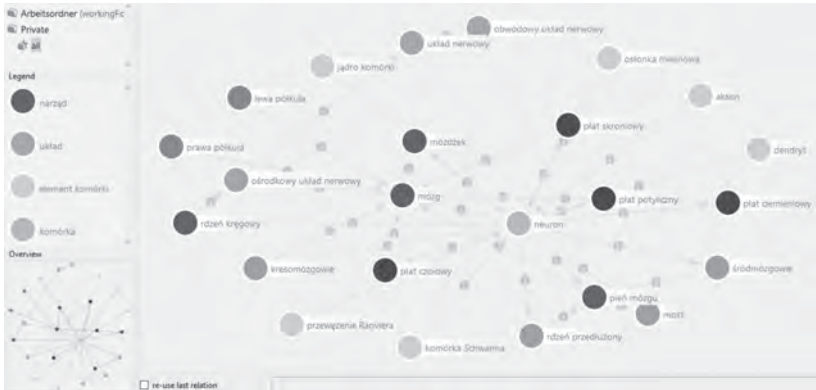 Arbeitsordner (workingFc
Private
all
Legend
narząd
układ
element komórki
komórka
Overview
obwodowy układ nerwowy
układ nerwowy
osłonka mielinowa
jądro komórki
akson
lewa półkula
płat skroniowy
prawa półkula
móżdżek
dendryt
ośrodkowy układ nerwowy
mózg
płat potyliczny
płat ciemieniowy
rdzeń kręgowy
neuron
kresomózgowie
płat czołowy
śródmózgowie
pień mózgu
most
przewężenie Ranviera
rdzeń przedłużony
komórka Schwanna
re-use last relation